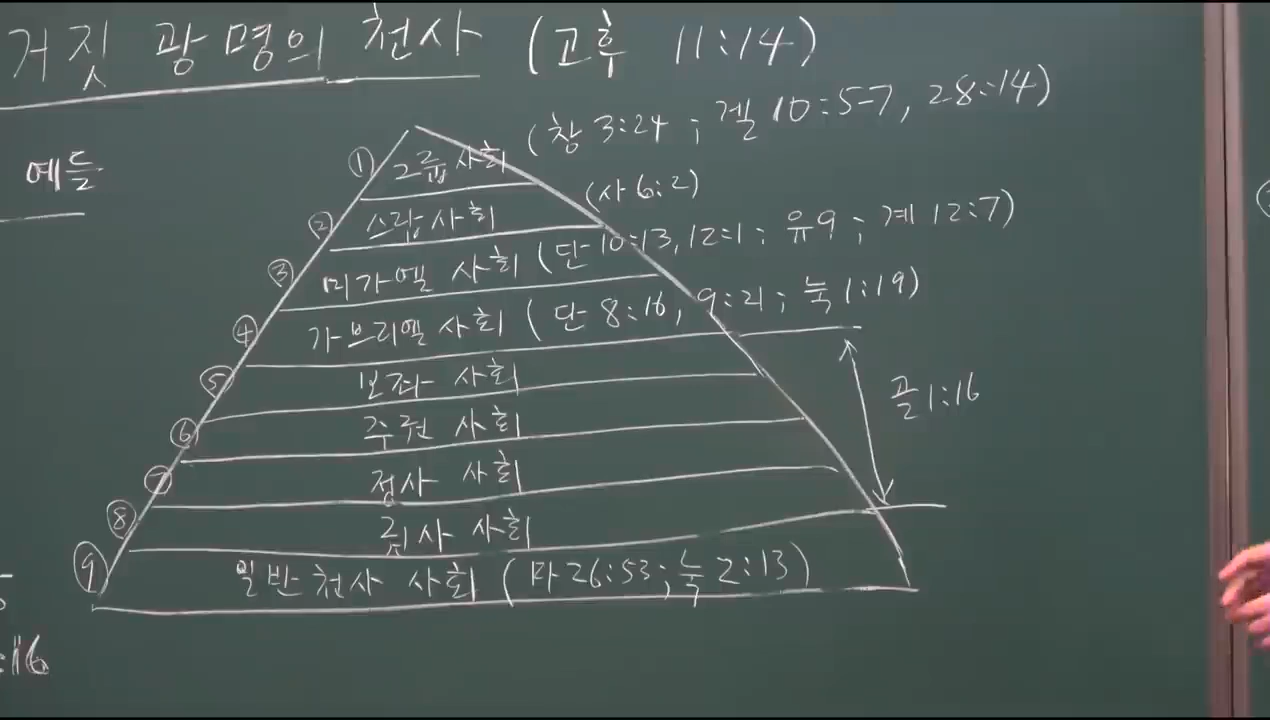 거짓 광명의 천사 (고후 11:14)
예들
① 그룹사회 (창 3:24 ; 겔 10:5-7, 28:14)
② 스랍사회 (사 6:2)
③ 미가엘 사회 (단 10:13, 12:1 ; 유9 ; 계 12:7)
④ 가브리엘 사회 (단 8:16, 9:21 ; 눅 1:19)
⑤ 보좌 사회
⑥ 주권 사회
골 1:16
⑦ 정사 사회
⑧ 사 사회
⑨ 일반천사 사회 (마 26:53 ; 눅 2:13)
:16